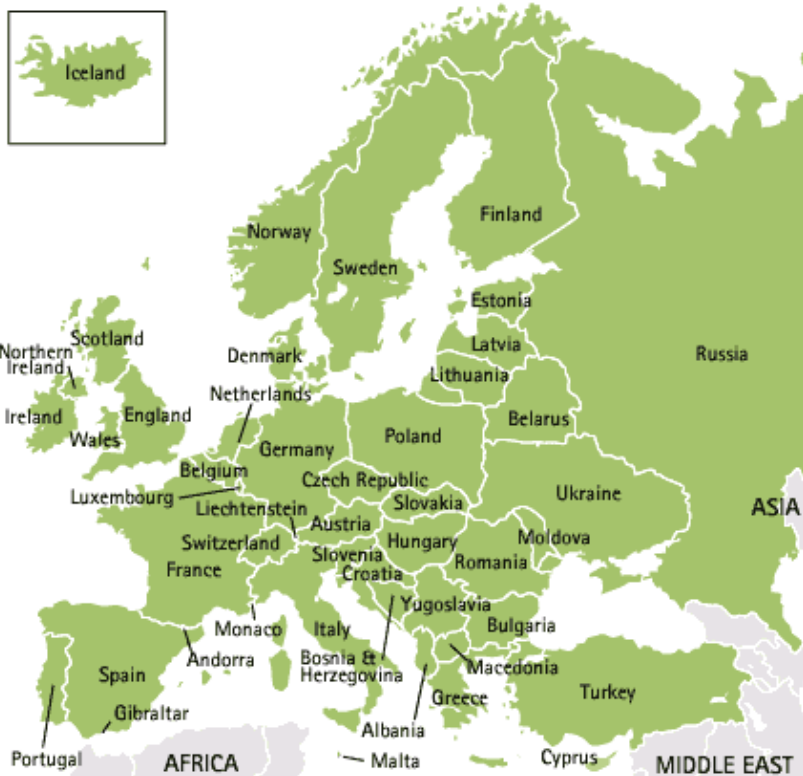 Iceland
Norway
Finland
Sweden
Estonia
Scotland
Latvia
Russia
Northern
Ireland
Denmark
Lithuania
Netherlands
Ireland
England
Belarus
Wales
Poland
Germany
Belgium
Czech Republic
Luxembourg
Ukraine
Slovakia
Liechtenstein
ASIA
Austria
Switzerland
Hungary
Moldova
Slovenia
Romania
France
Croatia
Yugoslavia
Monaco
Italy
Bulgaria
Andorra
Bosnia &
Herzegovina
Macedonia
Spain
Turkey
Greece
Gibraltar
Albania
Portugal
AFRICA
Malta
Cyprus
MIDDLE EAST